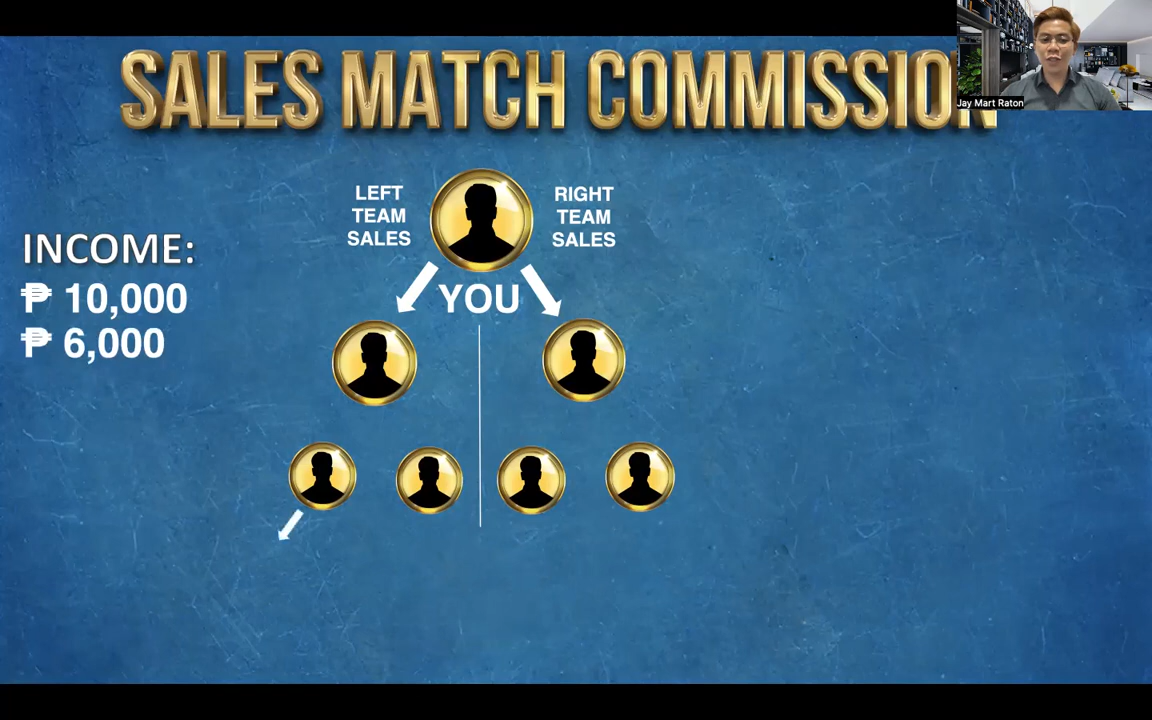 SALES MATCH COMMISSION
Jay Mart Raton
LEFT
TEAM
SALES
RIGHT
TEAM
SALES
INCOME:
₱ 10,000
₱ 6,000
YOU